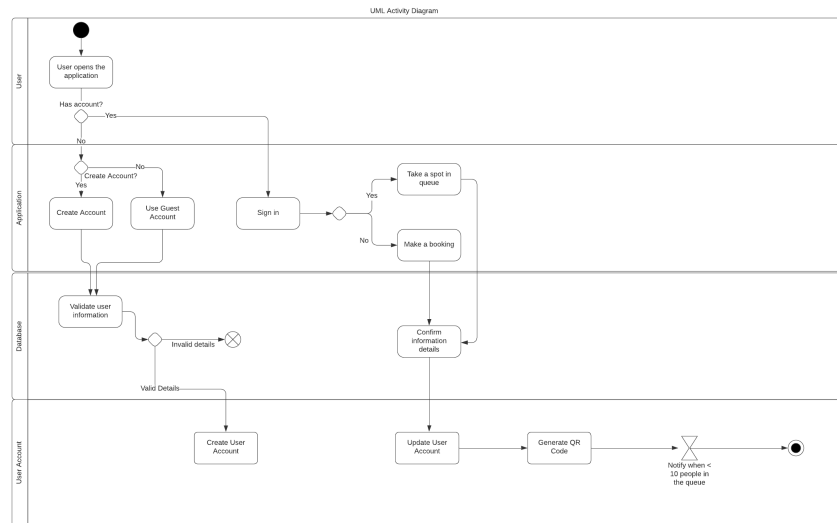 UML Activity Diagram
User
User opens the
application
Has account?
Yes
No
Application
No
Create Account?
Yes
Create Account
Use Guest
Account
Sign in
Yes
No
Take a spot in
queue
Make a booking
Database
Validate user
information
Invalid details
Valid Details
Confirm
information
details
User Account
Create User
Account
Update User
Account
Generate QR
Code
Notify when <
10 people in
the queue